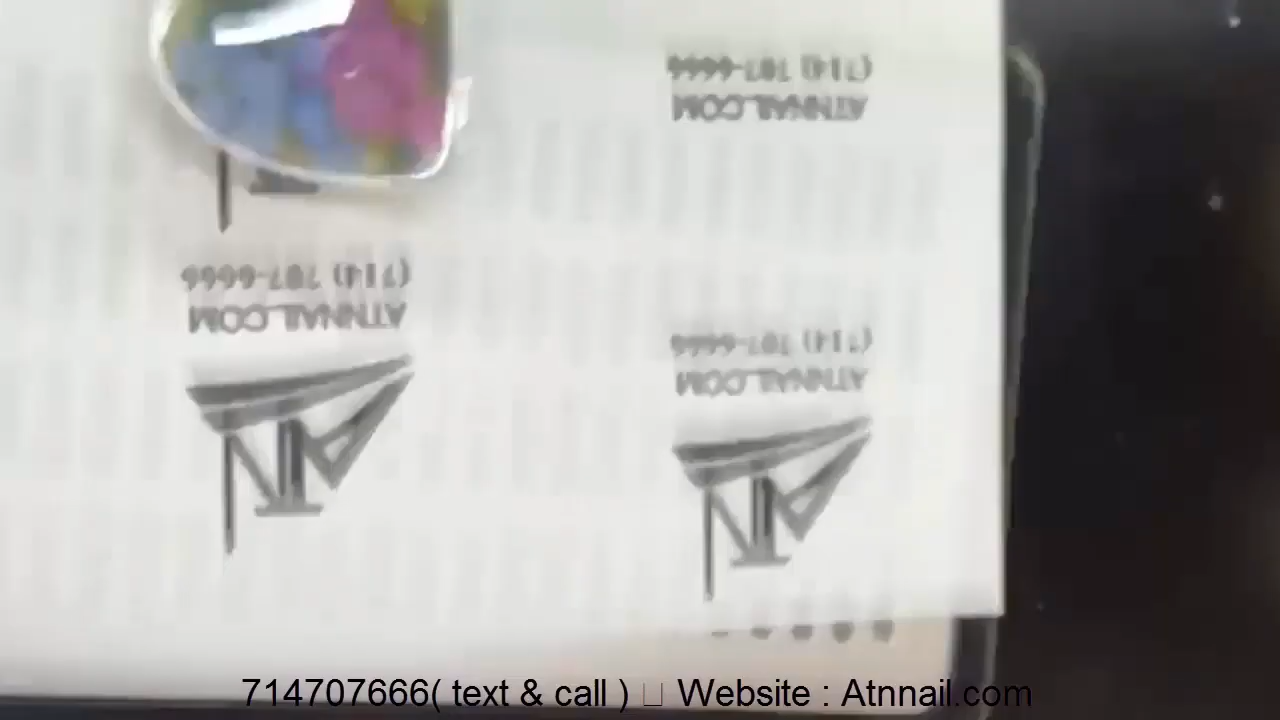 (714) 707-6666
ATNNAIL.COM
(714) 707-6666
ATNNAIL.COM
(714) 707-6666
ATNNAIL.COM
714707666( text & call ) □ Website : Atnnail.com